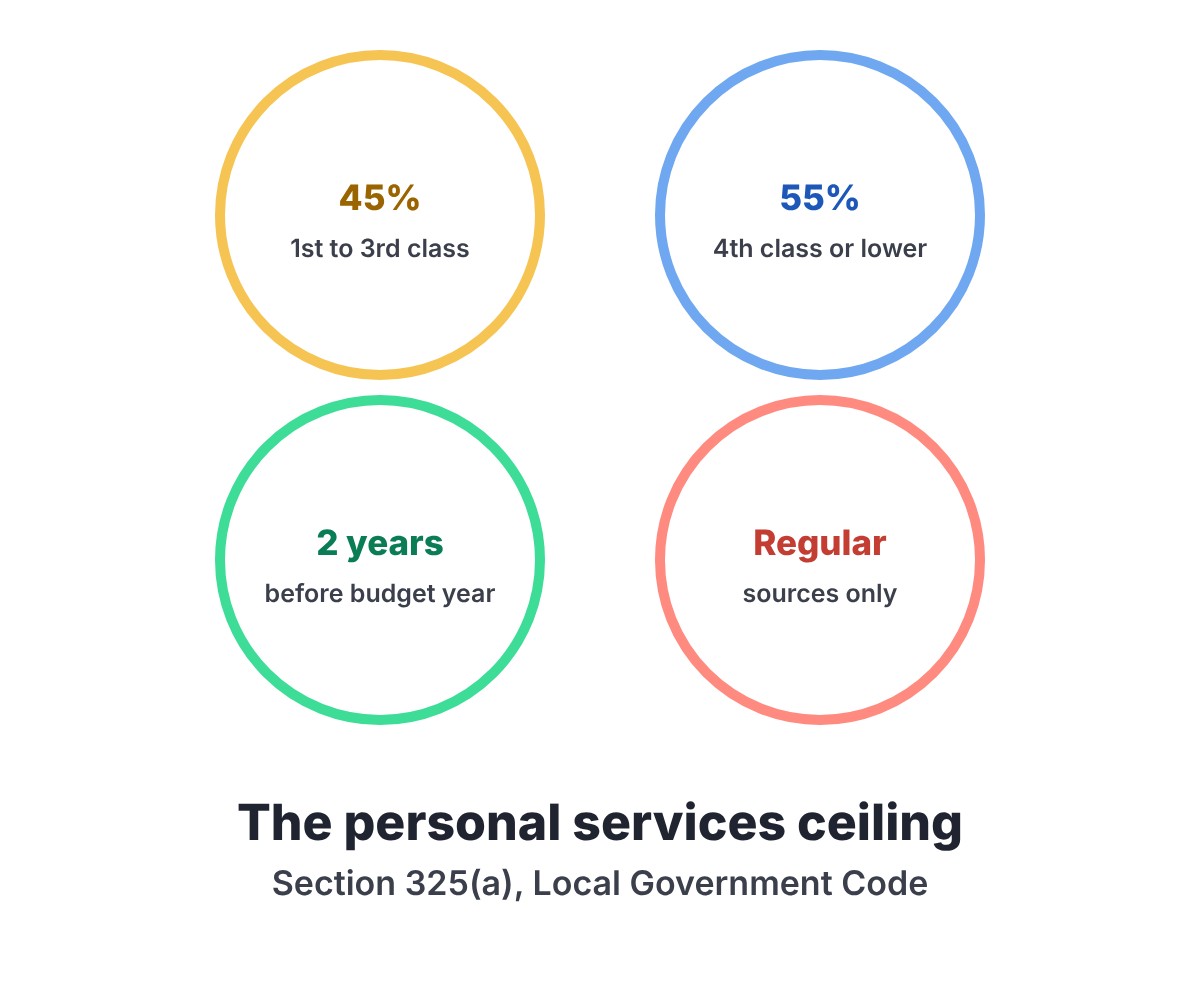 45%
1st to 3rd class
55%
4th class or lower
2 years
before budget year
Regular
sources only
The personal services ceiling
Section 325(a), Local Government Code